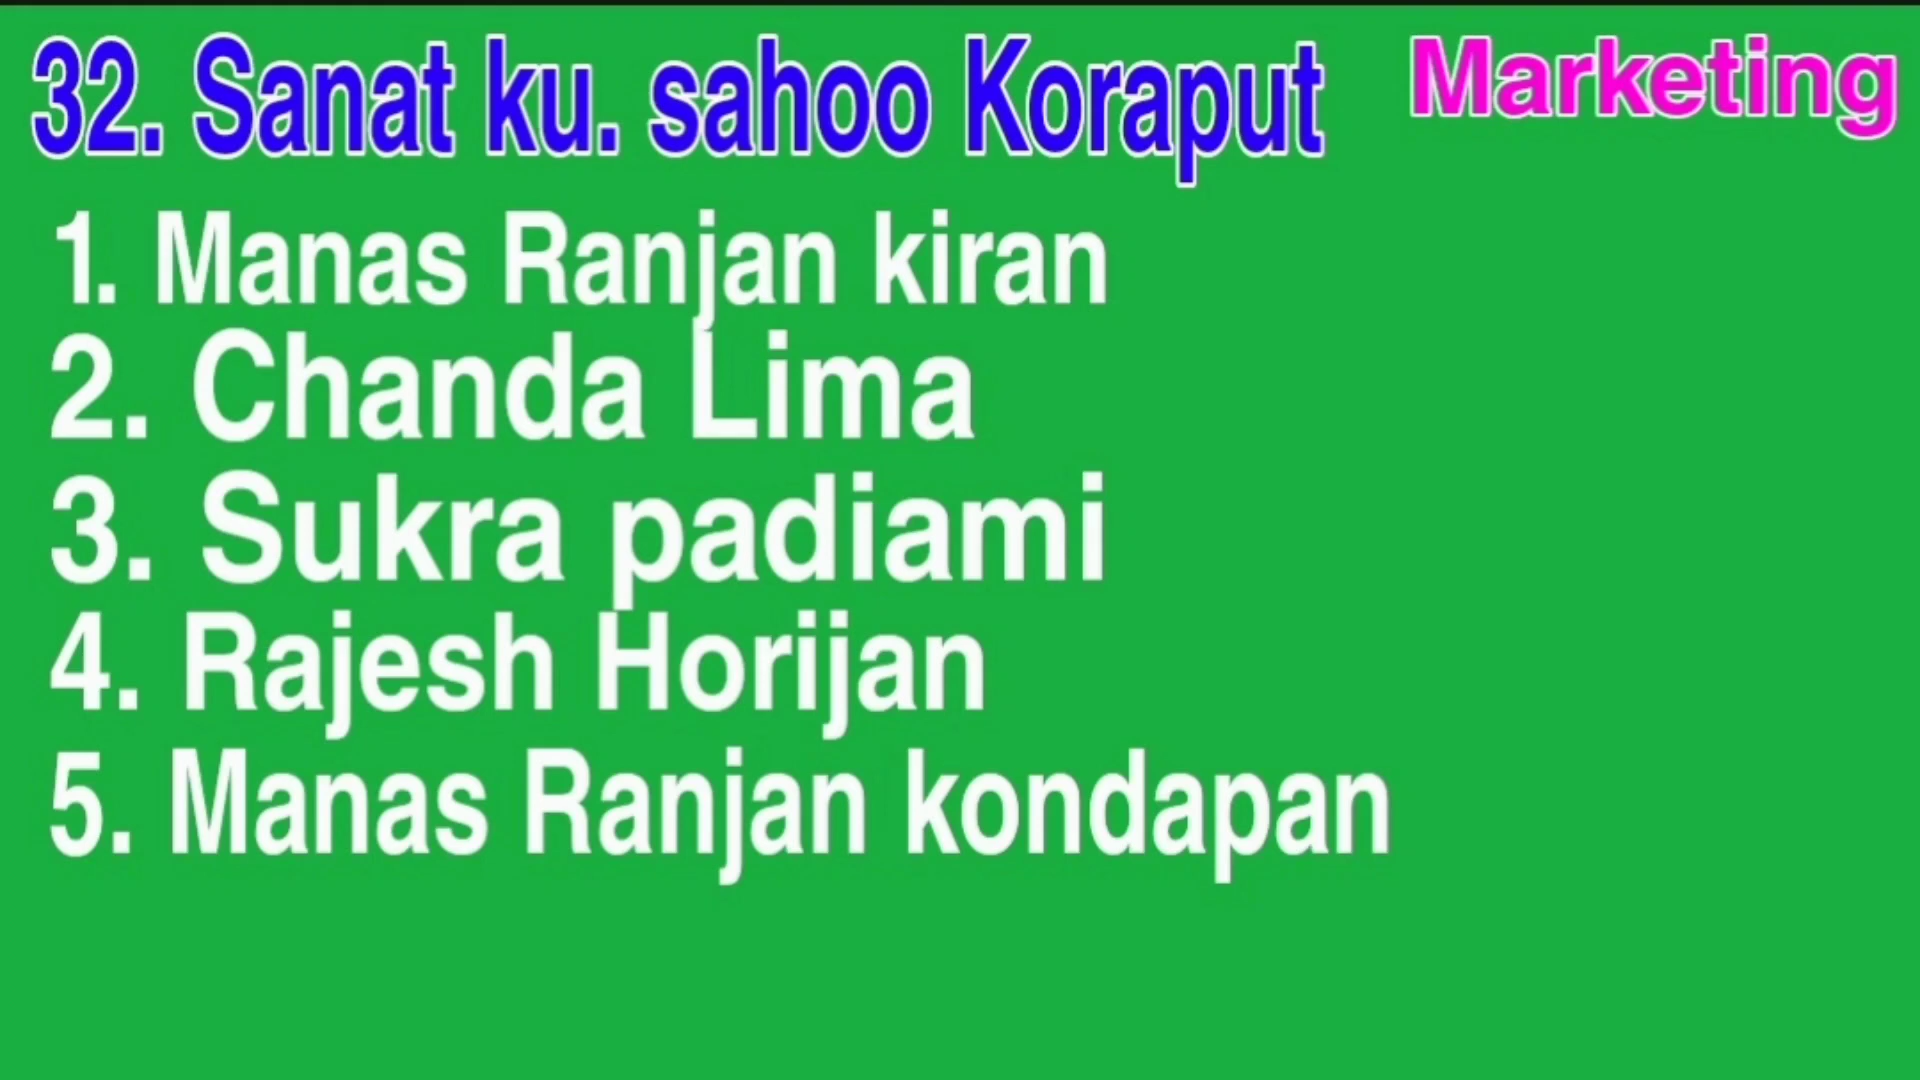 32. Sanat ku. sahoo Koraput Marketing
1. Manas Ranjan kiran
2. Chanda Lima
3. Sukra padiami
4. Rajesh Horijan
5. Manas Ranjan kondapan